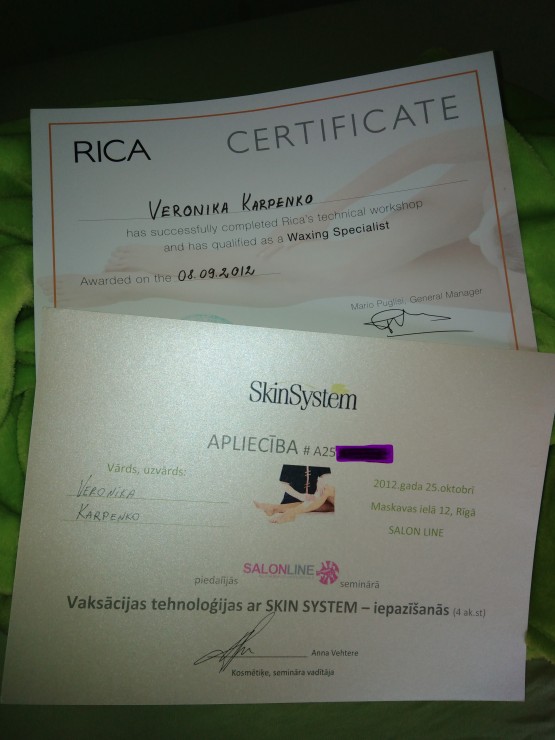 RICA
CERTIFICATE
VERONIKA KARPENKO
has successfully completed Rica's technical workshop
and has qualified as a Waxing Specialist
Awarded on the 08.09.2012
Mario Puglisi, General Manager
SkinSystem
APLIECĪBA # A25
Vārds, uzvārds:
VERONIKA
KARPENKO
2012.gada 25.oktobrī
Maskavas ielā 12, Rīgā
SALON LINE
piedalījās SALONLINE seminārā
Vaksācijas tehnoloģijas ar SKIN SYSTEM – iepazīšanās (4 ak.st)
Anna Vehtere
Kosmētiķe, semināra vadītāja